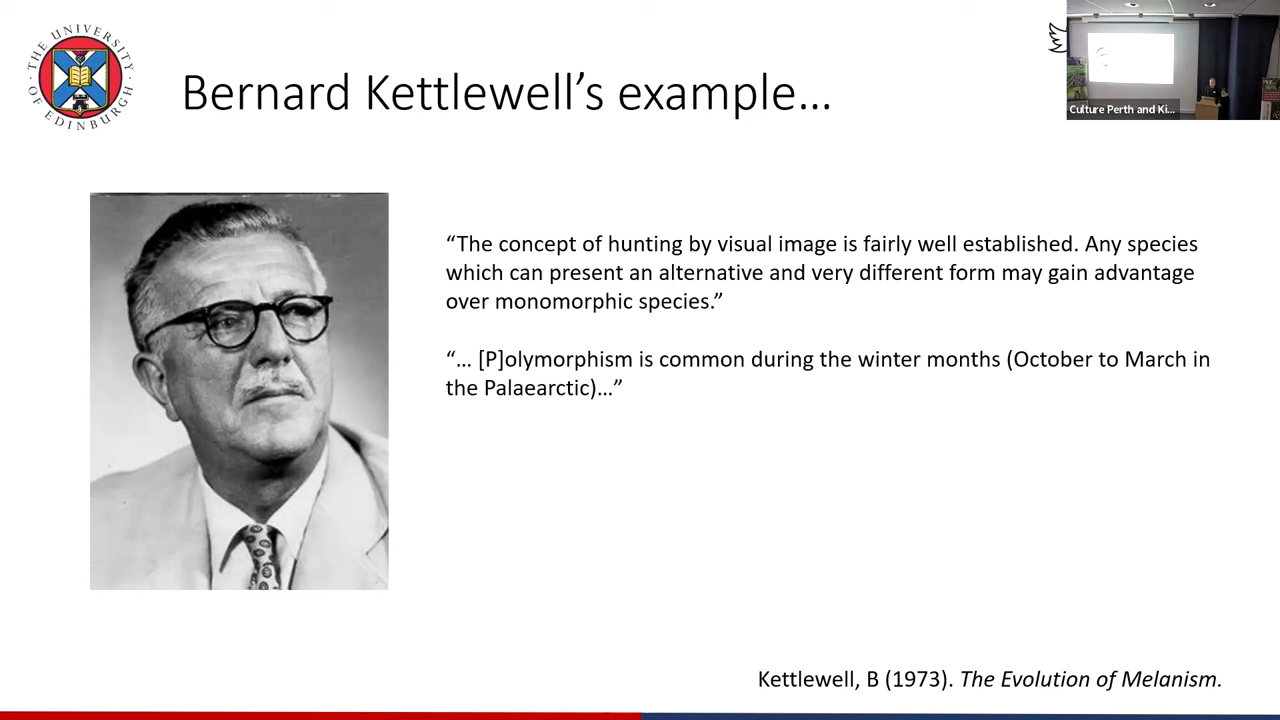 THE UNIVERSITY
OF EDINBURGH
Bernard Kettlewell’s example…
Culture Perth and Ki...
“The concept of hunting by visual image is fairly well established. Any species
which can present an alternative and very different form may gain advantage
over monomorphic species.”
“… [P]olymorphism is common during the winter months (October to March in
the Palaearctic)…”
Kettlewell, B (1973). The Evolution of Melanism.